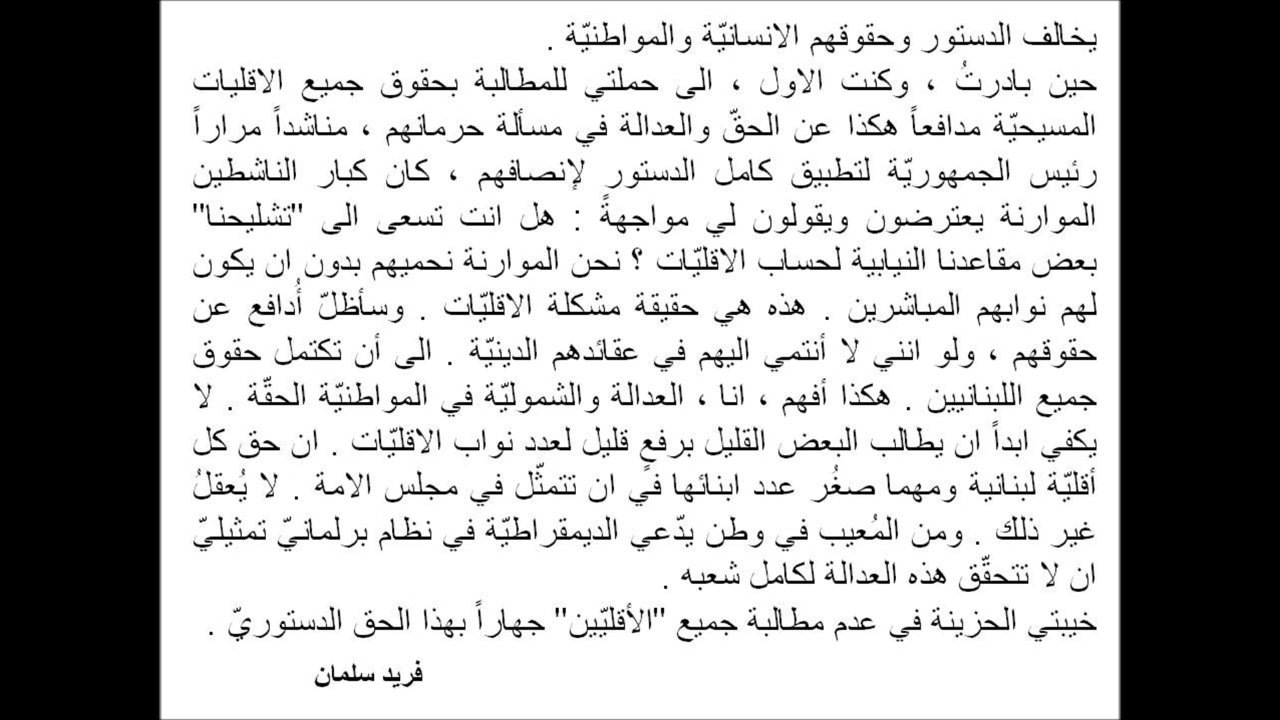 يخالف الدستور وحقوقهم الانسانيّة والمواطنيّة .
حين بادرتُ ، وكنت الاول ، الى حملتي للمطالبة بحقوق جميع الاقليات
المسيحيّة مدافعاً هكذا عن الحقّ والعدالة في مسألة حرمانهم ، مناشداً مراراً
رئيس الجمهوريّة لتطبيق كامل الدستور لإنصافهم ، كان كبار الناشطين
الموارنة يعترضون ويقولون لي مواجهةً : هل انت تسعى الى "تشليحنا"
بعض مقاعدنا النيابية لحساب الاقليّات ؟ نحن الموارنة نحميهم بدون ان يكون
لهم نوابهم المباشرين . هذه هي حقيقة مشكلة الاقليّات . وسأظلّ أُدافع عن
حقوقهم ، ولو انني لا أنتمي اليهم في عقائدهم الدينيّة . الى أن تكتمل حقوق
جميع اللبنانيين . هكذا أفهم ، انا ، العدالة والشموليّة في المواطنيّة الحقّة . لا
يكفي ابداً ان يطالب البعض القليل برفعٍ قليل لعدد نواب الاقليّات . ان حق كل
أقليّة لبنانية ومهما صغُر عدد ابنائها في ان تتمثّل في مجلس الامة . لا يُعقلُ
غير ذلك . ومن المُعيب في وطن يدّعي الديمقراطيّة في نظام برلمانيّ تمثيليّ
ان لا تتحقّق هذه العدالة لكامل شعبه .
خيبتي الحزينة في عدم مطالبة جميع "الأقليّيين" جهاراً بهذا الحق الدستوريّ .
فريد سلمان